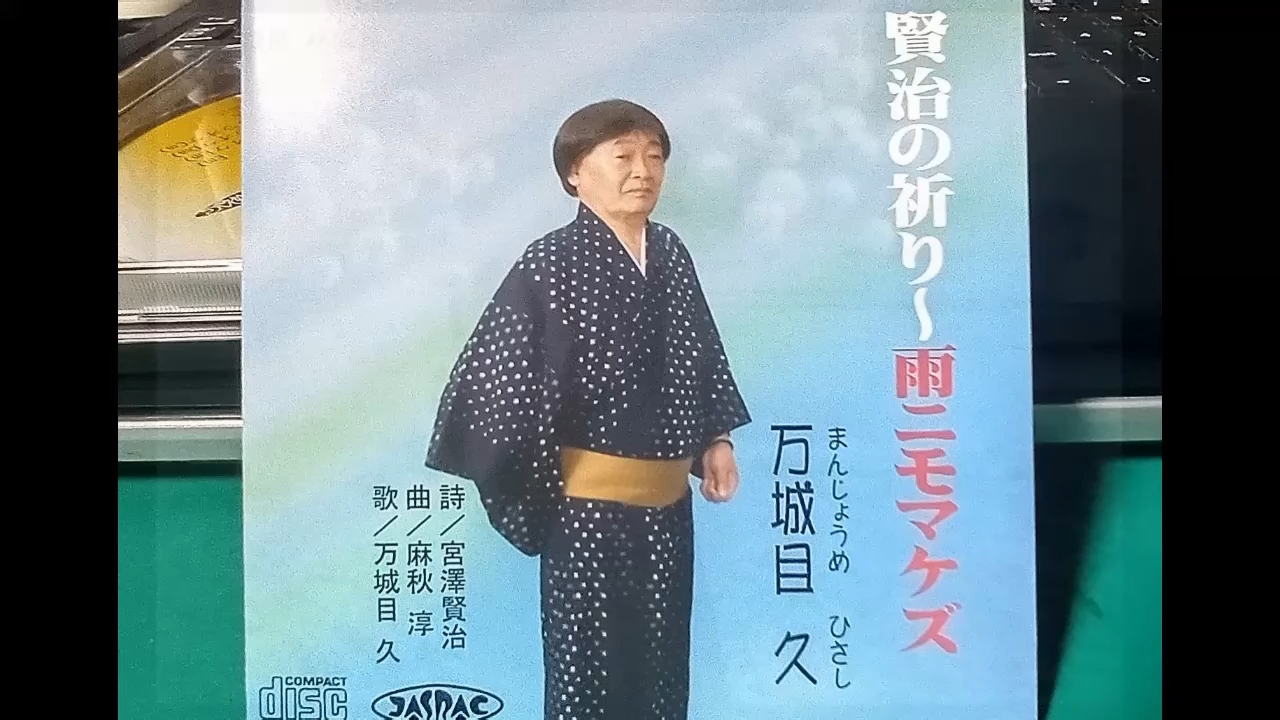 賢治の祈り〜雨ニモマケズ
まんじょうめ ひさし
万城目 久
詩／宮澤賢治
曲／麻秋 淳
歌／万城目 久
COMPACT
disc
JASRAC